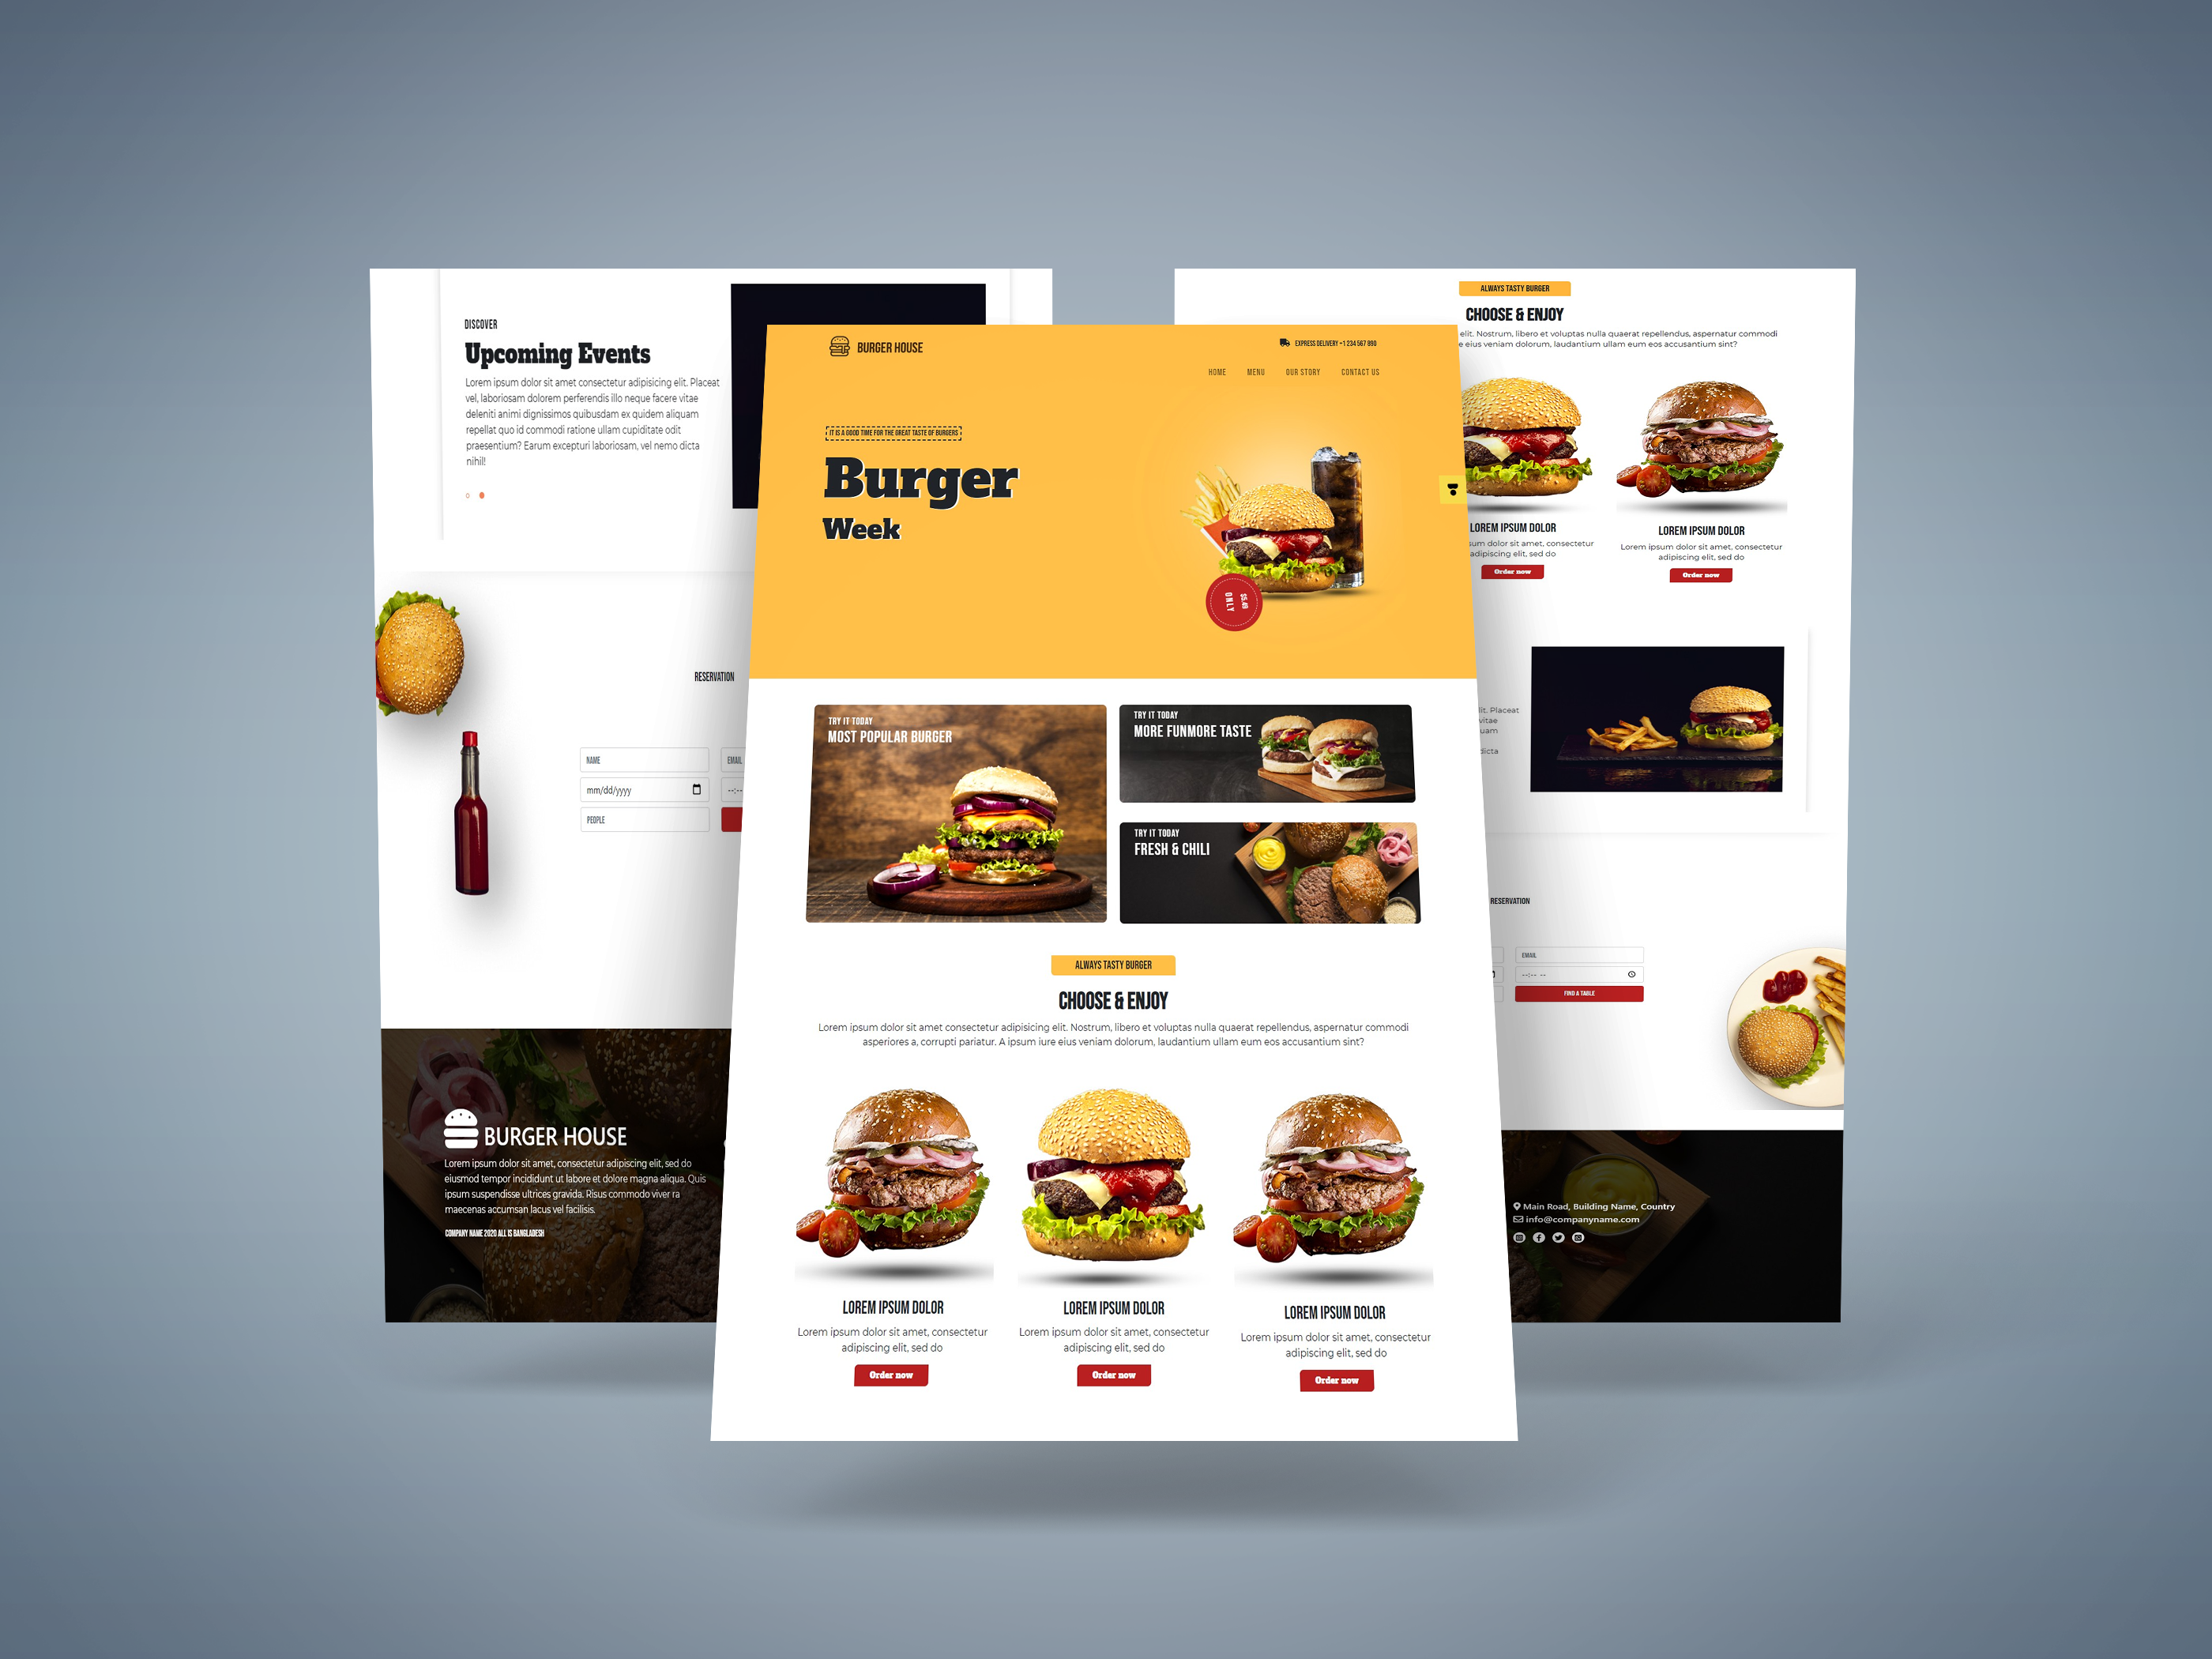 DISCOVER
Upcoming Events
Lorem ipsum dolor sit amet consectetur adipisicing elit. Placeat
vel, laboriosam dolorem perferendis illo neque facere vitae
deleniti animi dignissimos quibusdam ex quidem aliquam
repellat quo id commodi ratione ullam cupiditate odit
praesentium? Earum excepturi laboriosam, vel nemo dicta
nihil!
RESERVATION
NAME
EMAIL
mm/dd/yyyy
--:--
PEOPLE
BURGER HOUSE
Lorem ipsum dolor sit amet, consectetur adipiscing elit, sed do
eiusmod tempor incididunt ut labore et dolore magna aliqua. Quis
ipsum suspendisse ultrices gravida. Risus commodo viver ra
maecenas accumsan lacus vel facilisis.
COMPANY NAME 2020 ALL IS BANGLADESH
BURGER HOUSE
EXPRESS DELIVERY +1 234 567 890
HOME MENU OUR STORY CONTACT US
IT IS A GOOD TIME FOR THE GREAT TASTE OF BURGERS
Burger
Week
ONLY
$5.49
TRY IT TODAY
MOST POPULAR BURGER
TRY IT TODAY
MORE FUNMORE TASTE
TRY IT TODAY
FRESH & CHILI
ALWAYS TASTY BURGER
CHOOSE & ENJOY
Lorem ipsum dolor sit amet consectetur adipisicing elit. Nostrum, libero et voluptas nulla quaerat repellendus, aspernatur commodi
asperiores a, corrupti pariatur. A ipsum iure eius veniam dolorum, laudantium ullam eum eos accusantium sint?
LOREM IPSUM DOLOR
Lorem ipsum dolor sit amet, consectetur
adipiscing elit, sed do
Order now
LOREM IPSUM DOLOR
Lorem ipsum dolor sit amet, consectetur
adipiscing elit, sed do
Order now
LOREM IPSUM DOLOR
Lorem ipsum dolor sit amet, consectetur
adipiscing elit, sed do
Order now
ALWAYS TASTY BURGER
CHOOSE & ENJOY
elit. Nostrum, libero et voluptas nulla quaerat repellendus, aspernatur commodi
e eius veniam dolorum, laudantium ullam eum eos accusantium sint?
LOREM IPSUM DOLOR
sum dolor sit amet, consectetur
adipiscing elit, sed do
Order now
LOREM IPSUM DOLOR
Lorem ipsum dolor sit amet, consectetur
adipiscing elit, sed do
Order now
lit. Placeat
vitae
uam
dicta
RESERVATION
EMAIL
--:-- --
FIND A TABLE
Main Road, Building Name, Country
info@companyname.com